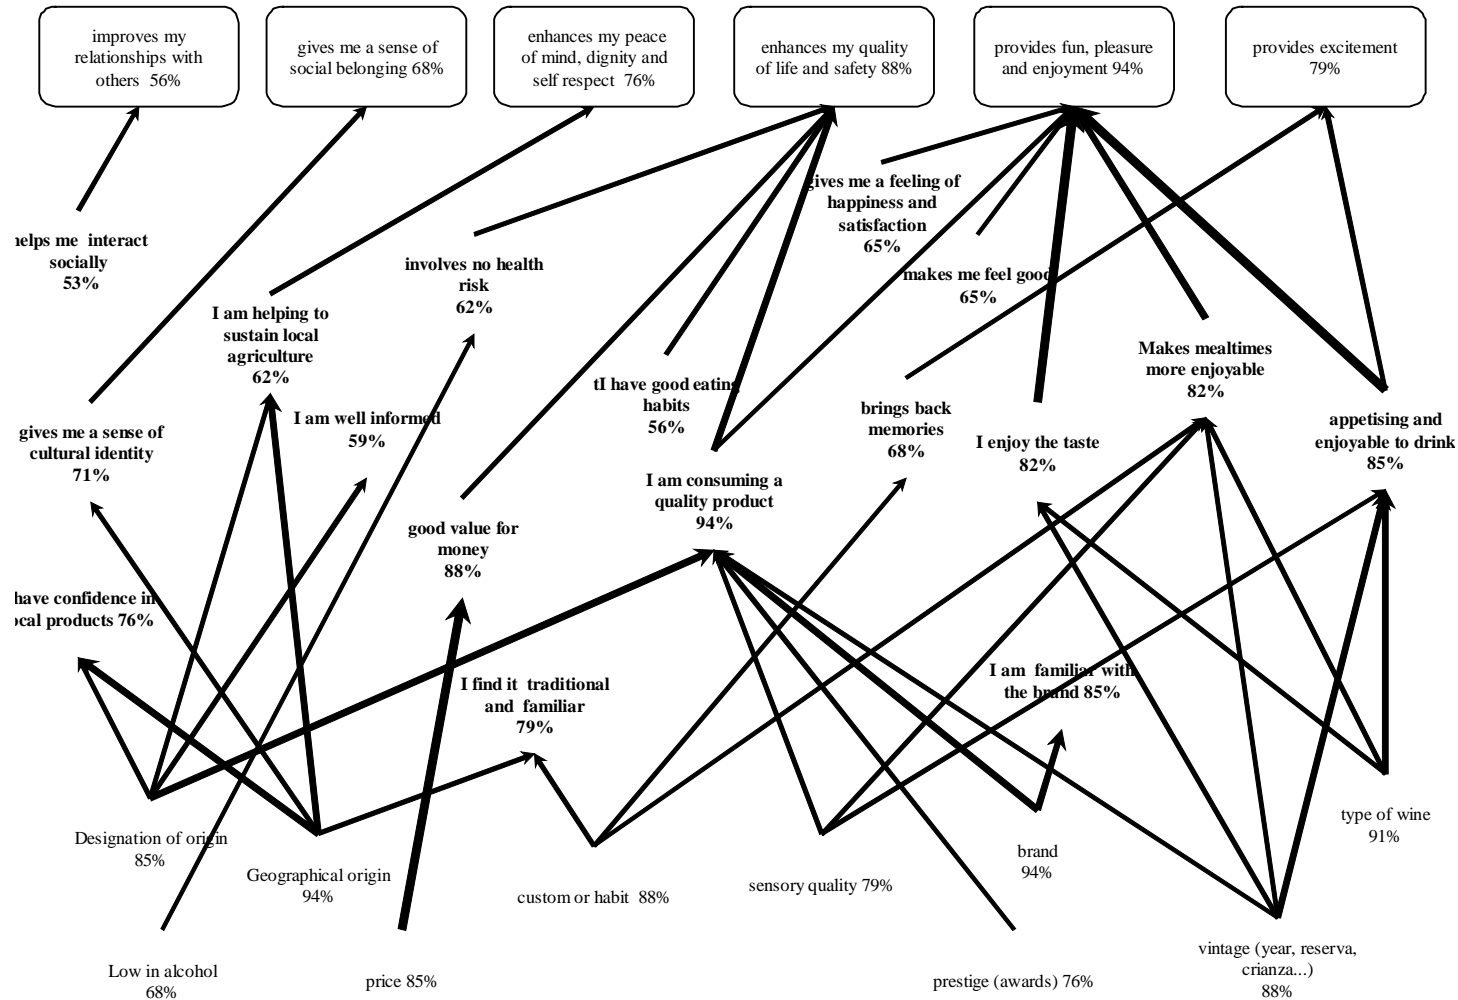 improves my
relationships with
others 56%
gives me a sense of
social belonging 68%
enhances my peace
of mind, dignity and
self respect 76%
enhances my quality
of life and safety 88%
provides fun, pleasure
and enjoyment 94%
provides excitement
79%
gives me a feeling of
happiness and
satisfaction
65%
helps me interact
socially
53%
involves no health
risk
62%
makes me feel good
65%
I am helping to
sustain local
agriculture
62%
Makes mealtimes
more enjoyable
82%
tI have good eating
habits
56%
I am well informed
59%
brings back
memories
68%
appetising and
enjoyable to drink
85%
gives me a sense of
cultural identity
71%
I enjoy the taste
82%
I am consuming a
quality product
94%
good value for
money
88%
have confidence in
ocal products 76%
I find it traditional
and familiar
79%
I am familiar with
the brand 85%
type of wine
91%
Designation of origin
85%
Geographical origin
94%
custom or habit 88%
sensory quality 79%
brand
94%
Low in alcohol
68%
price 85%
prestige (awards) 76%
vintage (year, reserva,
crianza...)
88%